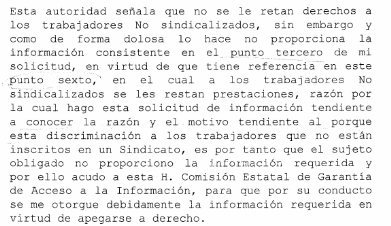 Esta autoridad señala que no se le retan derechos a
los trabajadores No sindicalizados, sin embargo y
como de forma dolosa lo hace no proporciona la
información consistente en el punto tercero de mi
solicitud, en virtud de que tiene referencia en este
punto sexto, en el cual a los trabajadores No
sindicalizados se les restan prestaciones, razón por
la cual hago esta solicitud de información tendiente
a conocer la razón y el motivo tendiente al porque
esta discriminación a los trabajadores que no están
inscritos en un Sindicato, es por tanto que el sujeto
obligado no proporciono la información requerida y
por ello acudo a esta H. Comisión Estatal de Garantía
de Acceso a la Información, para que por su conducto
se me otorgue debidamente la información requerida en
virtud de apegarse a derecho.